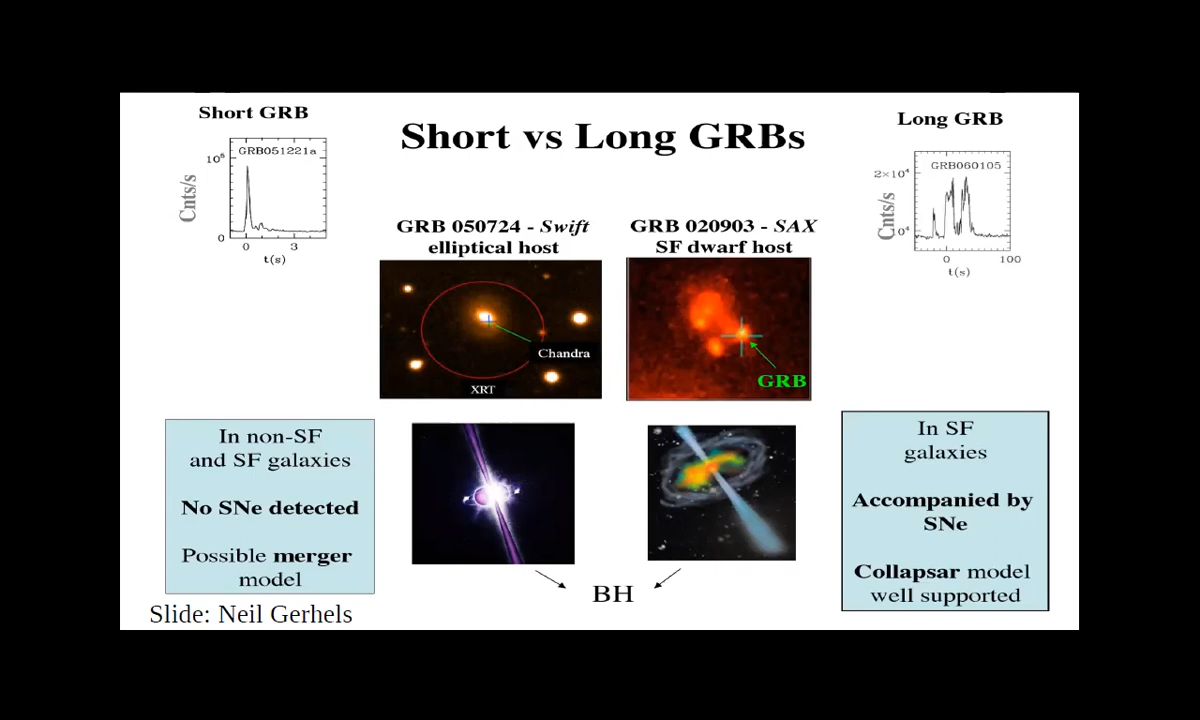 Short GRB
GRB051221a
10⁶
Cnts/s
0
0 3
t(s)
Short vs Long GRBs
Long GRB
GRB060105
2×10⁴
Cnts/s
0 100
t(s)
GRB 050724 - Swift
elliptical host
GRB 020903 - SAX
SF dwarf host
Chandra
XRT
GRB
In non-SF
and SF galaxies
No SNe detected
Possible merger
model
BH
In SF
galaxies
Accompanied by
SNe
Collapsar model
well supported
Slide: Neil Gerhels